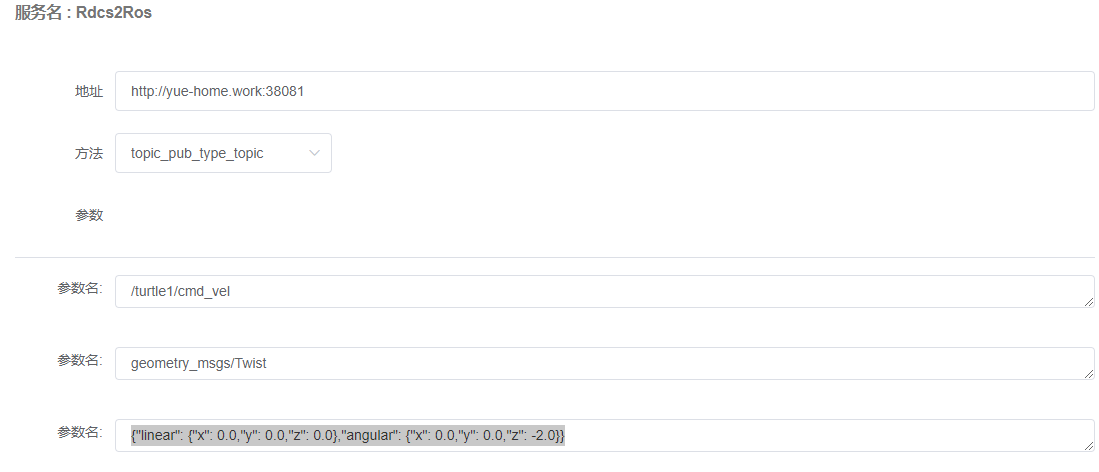 服务名 : Rdcs2Ros
地址 http://yue-home.work:38081
方法 topic_pub_type_topic
参数
参数名: /turtle1/cmd_vel
参数名: geometry_msgs/Twist
参数名: {"linear": {"x": 0.0,"y": 0.0,"z": 0.0},"angular": {"x": 0.0,"y": 0.0,"z": -2.0}}